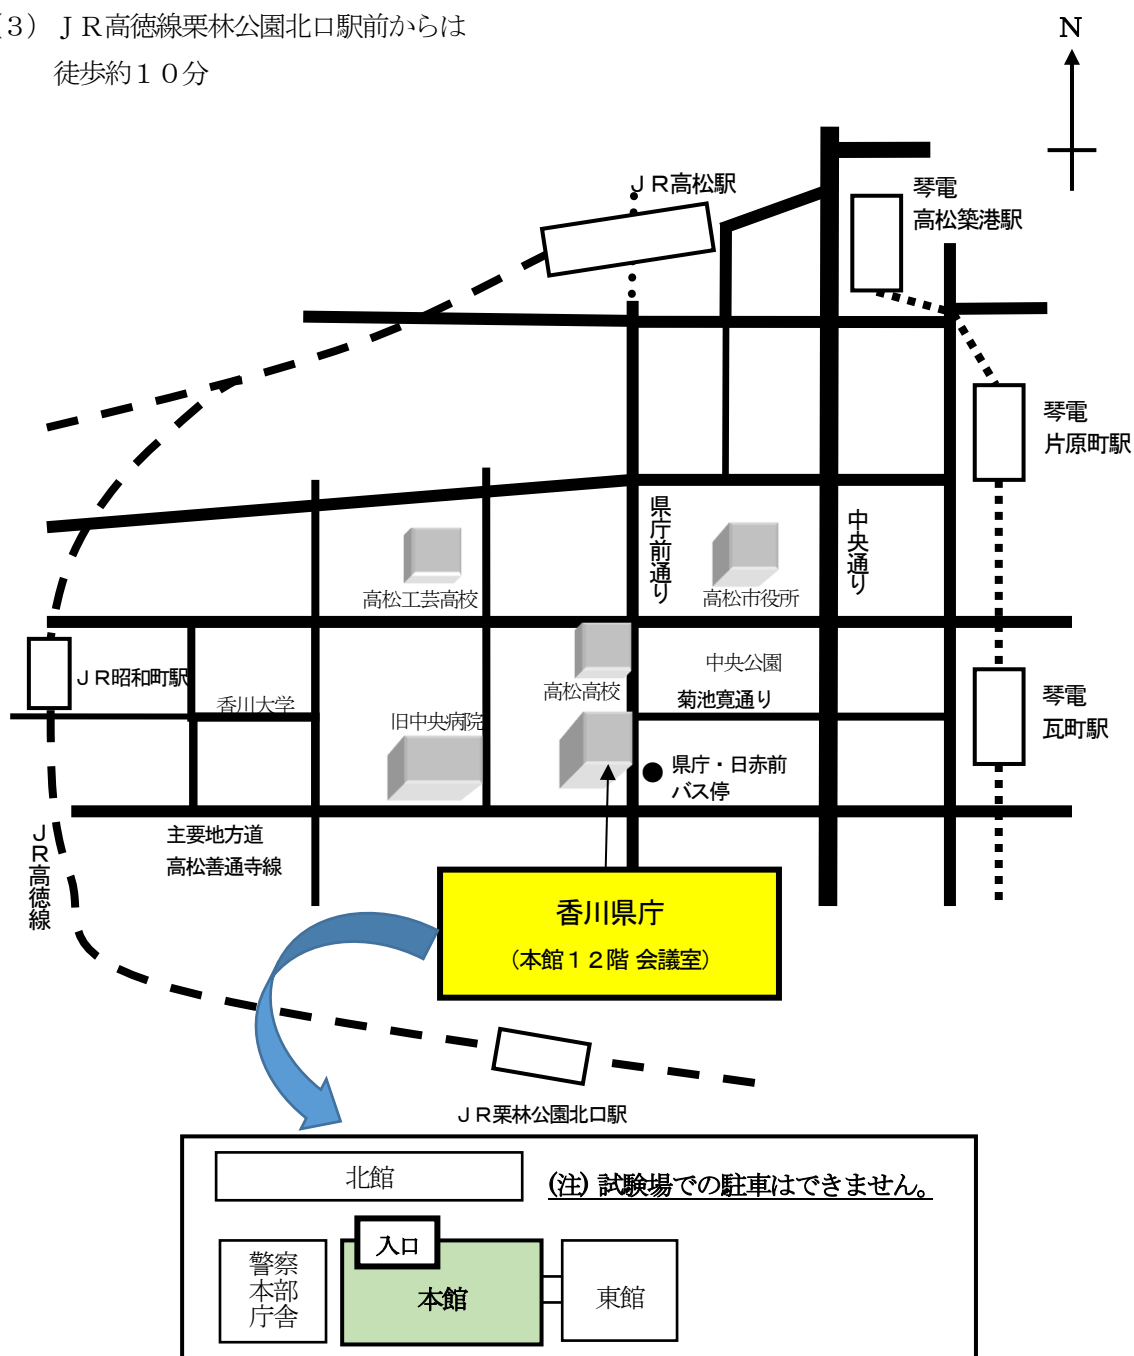 (3) ＪＲ高徳線栗林公園北口駅前からは
徒歩約１０分
N
ＪＲ高松駅
琴電
高松築港駅
琴電
片原町駅
県庁前通り
中央通り
高松工芸高校
高松市役所
ＪＲ昭和町駅
香川大学
旧中央病院
高松高校
中央公園
菊池寛通り
琴電
瓦町駅
県庁・日赤前
バス停
主要地方道
高松善通寺線
ＪＲ高徳線
香川県庁
（本館１２階 会議室）
ＪＲ栗林公園北口駅
北館
(注) 試験場での駐車はできません。
入口
警察
本部
庁舎
本館
東館